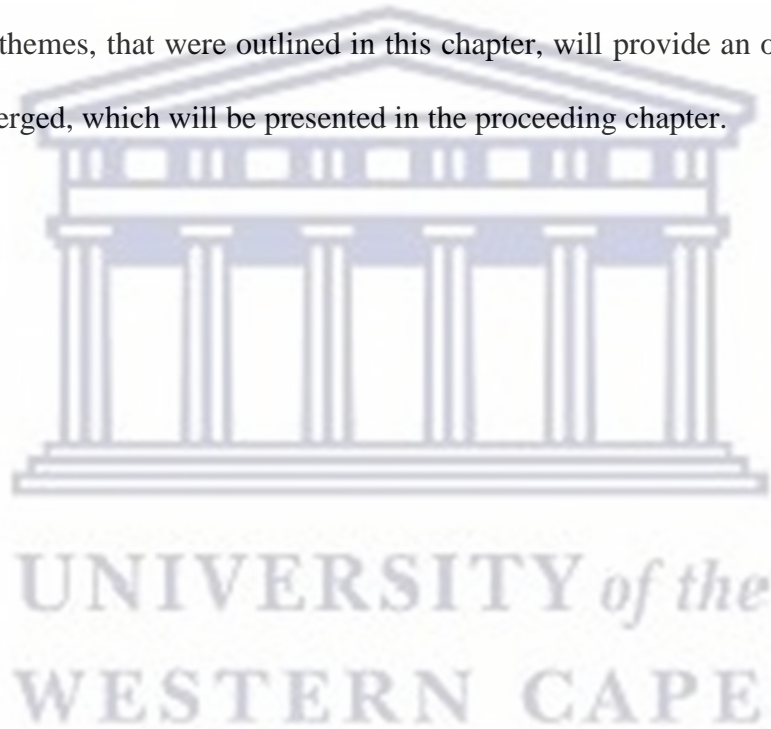 themes, that were outlined in this chapter, will provide an
erged, which will be presented in the proceeding chapter.
UNIVERSITY of the
WESTERN CAPE